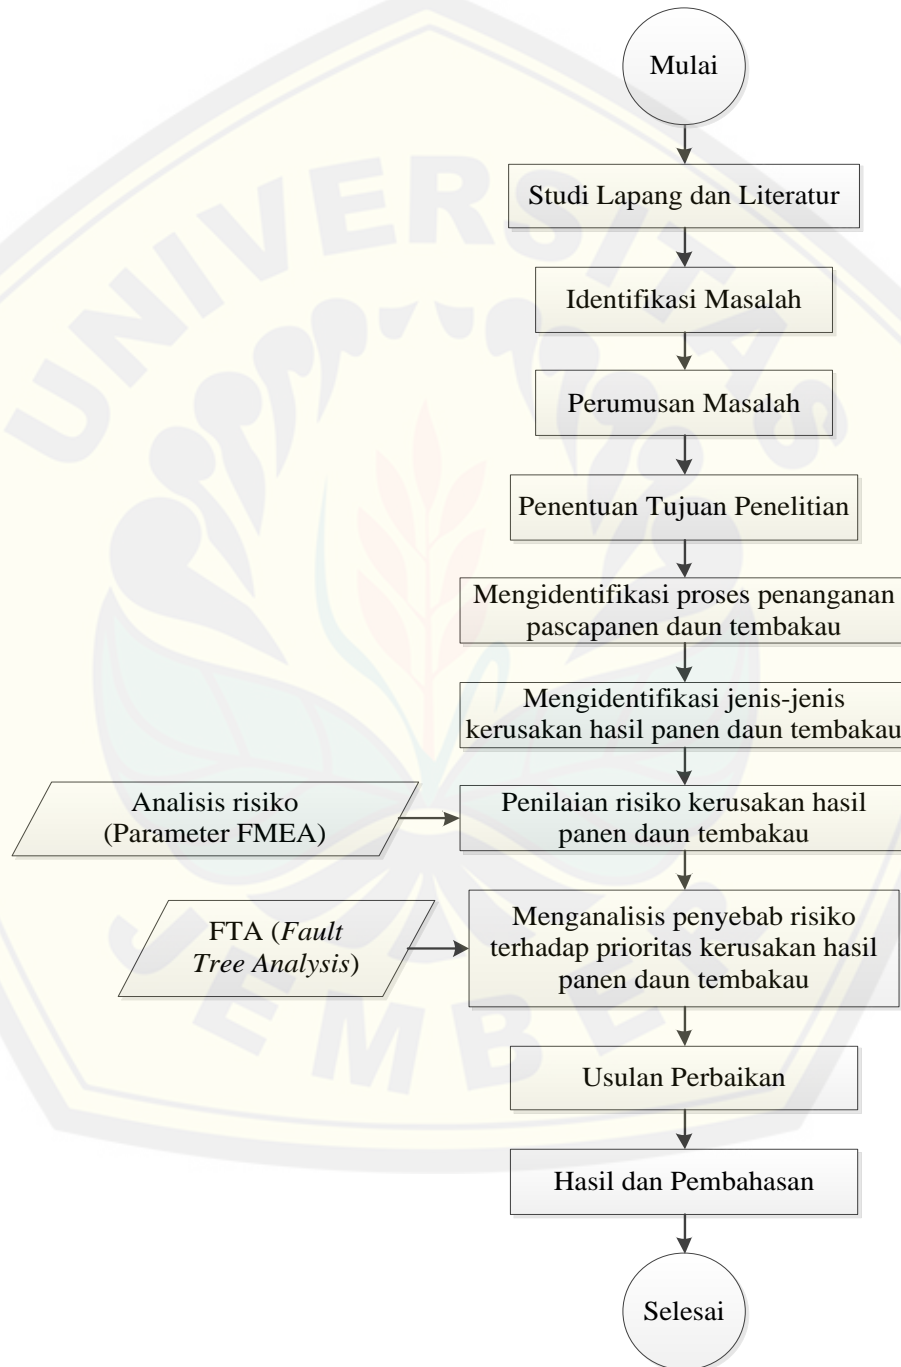 Mulai
Studi Lapang dan Literatur
Identifikasi Masalah
Perumusan Masalah
Penentuan Tujuan Penelitian
Mengidentifikasi proses penanganan
pascapanen daun tembakau
Mengidentifikasi jenis-jenis
kerusakan hasil panen daun tembakau
Analisis risiko
(Parameter FMEA)
Penilaian risiko kerusakan hasil
panen daun tembakau
FTA (Fault
Tree Analysis)
Menganalisis penyebab risiko
terhadap prioritas kerusakan hasil
panen daun tembakau
Usulan Perbaikan
Hasil dan Pembahasan
Selesai
UNIVERSITAS
JEMBER